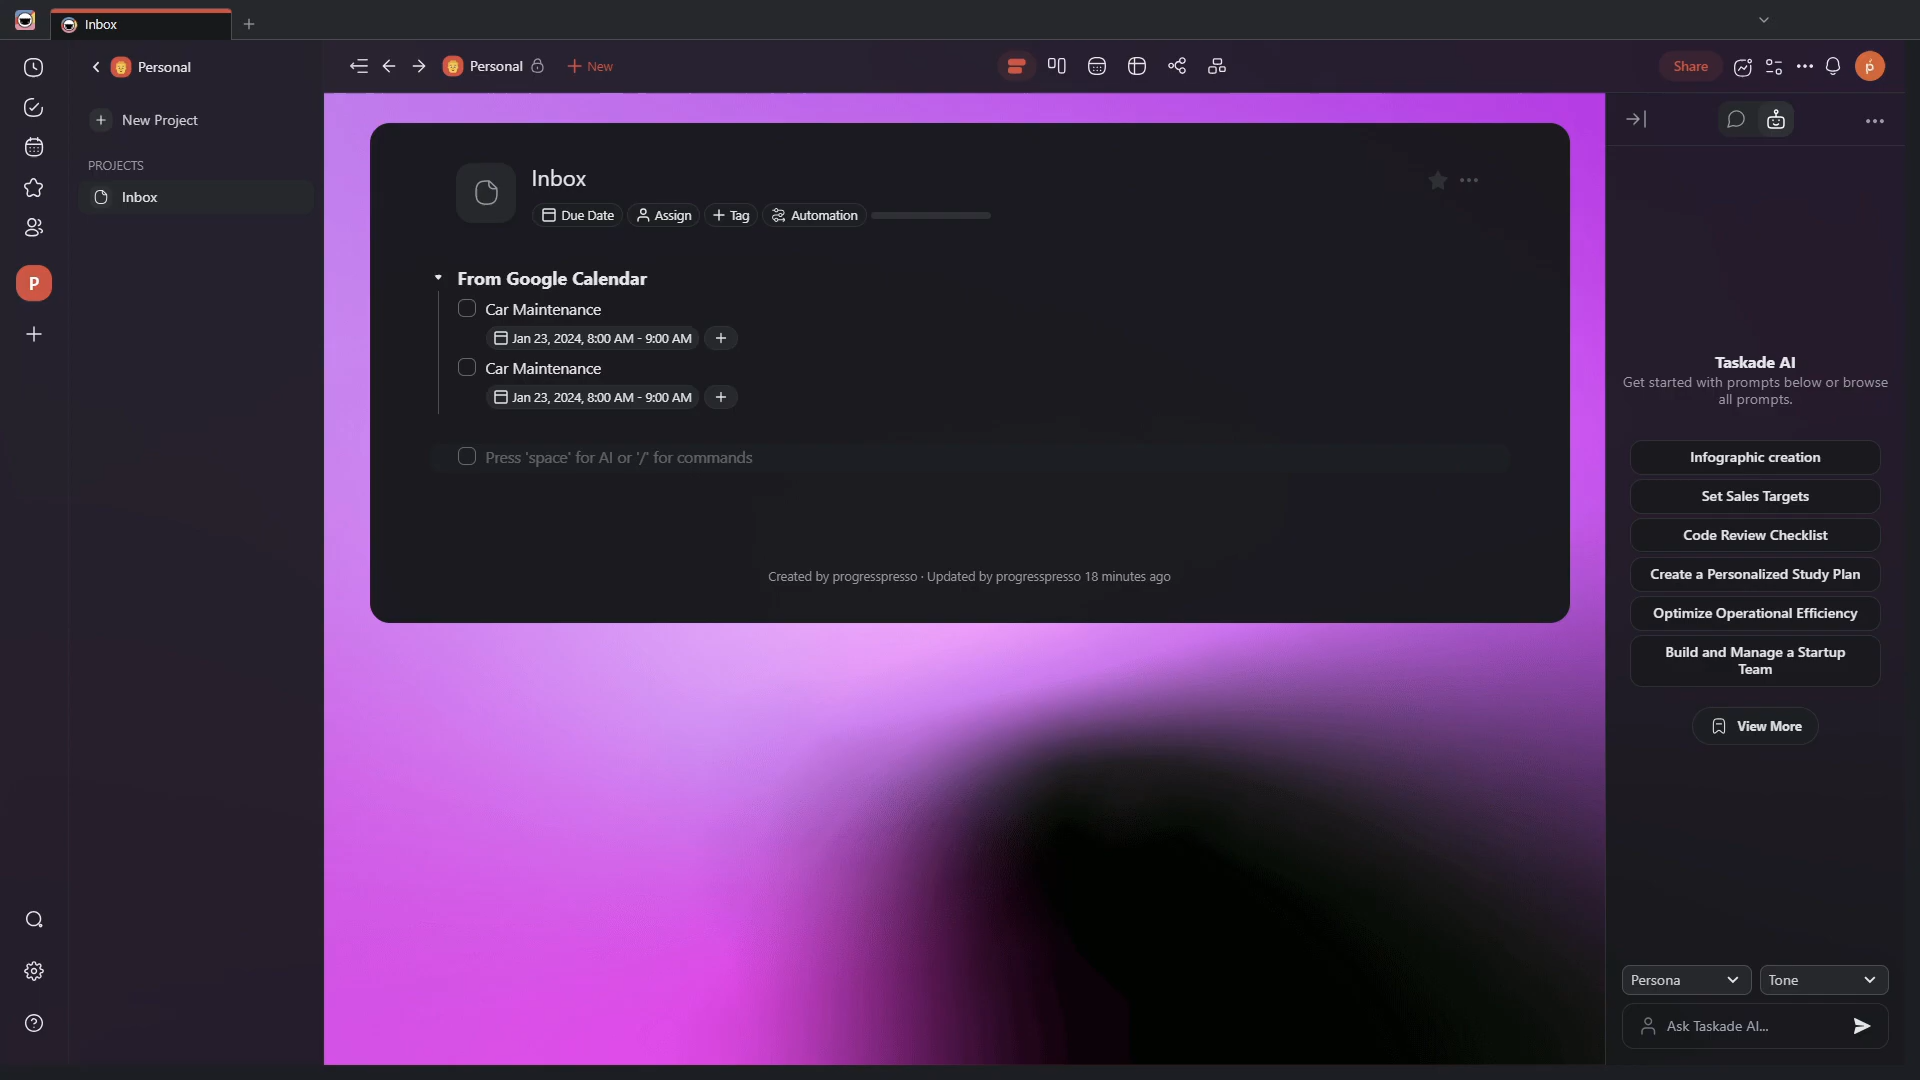 Inbox
Personal
New Project
PROJECTS
Inbox
P
Personal
New
Share
ṕ
Inbox
Due Date
Assign
Tag
Automation
From Google Calendar
Car Maintenance
Jan 23, 2024, 8:00 AM - 9:00 AM
Car Maintenance
Jan 23, 2024, 8:00 AM - 9:00 AM
Press 'space' for AI or '/' for commands
Created by progresspresso · Updated by progresspresso 18 minutes ago
Taskade AI
Get started with prompts below or browse
all prompts.
Infographic creation
Set Sales Targets
Code Review Checklist
Create a Personalized Study Plan
Optimize Operational Efficiency
Build and Manage a Startup
Team
View More
Persona
Tone
Ask Taskade AI...